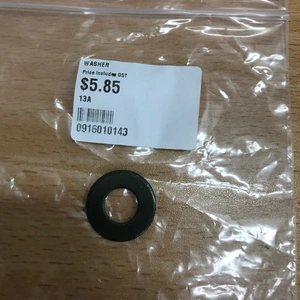 WASHER
Price Includes GST
$5.85
13A
0916010143